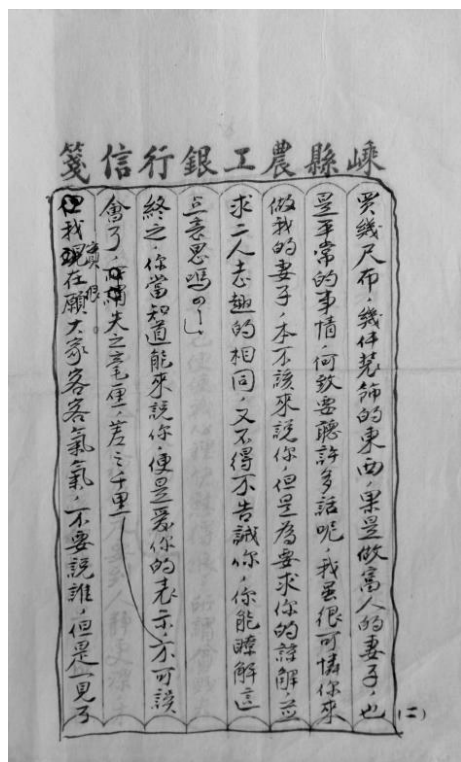 嵊縣農工銀行信箋
(二)
買幾尺布，幾件裝飾的東西，果是做富人的妻子，也
是平常的事情，何致要聽許多話呢，我虽很可憐你來
做我的妻子，本不該來說你，但是為要求你的諒解，並
求二人志趣的相同，又不得不告誡你，你能瞭解這
点意思嗎？」，
終之，你當知道能來說你，便是爱你的表示，不可誤
會了，所謂失之毫厘，差之千里
但我現在願大家客客氣氣，不要說誰，但是一見了
實很。